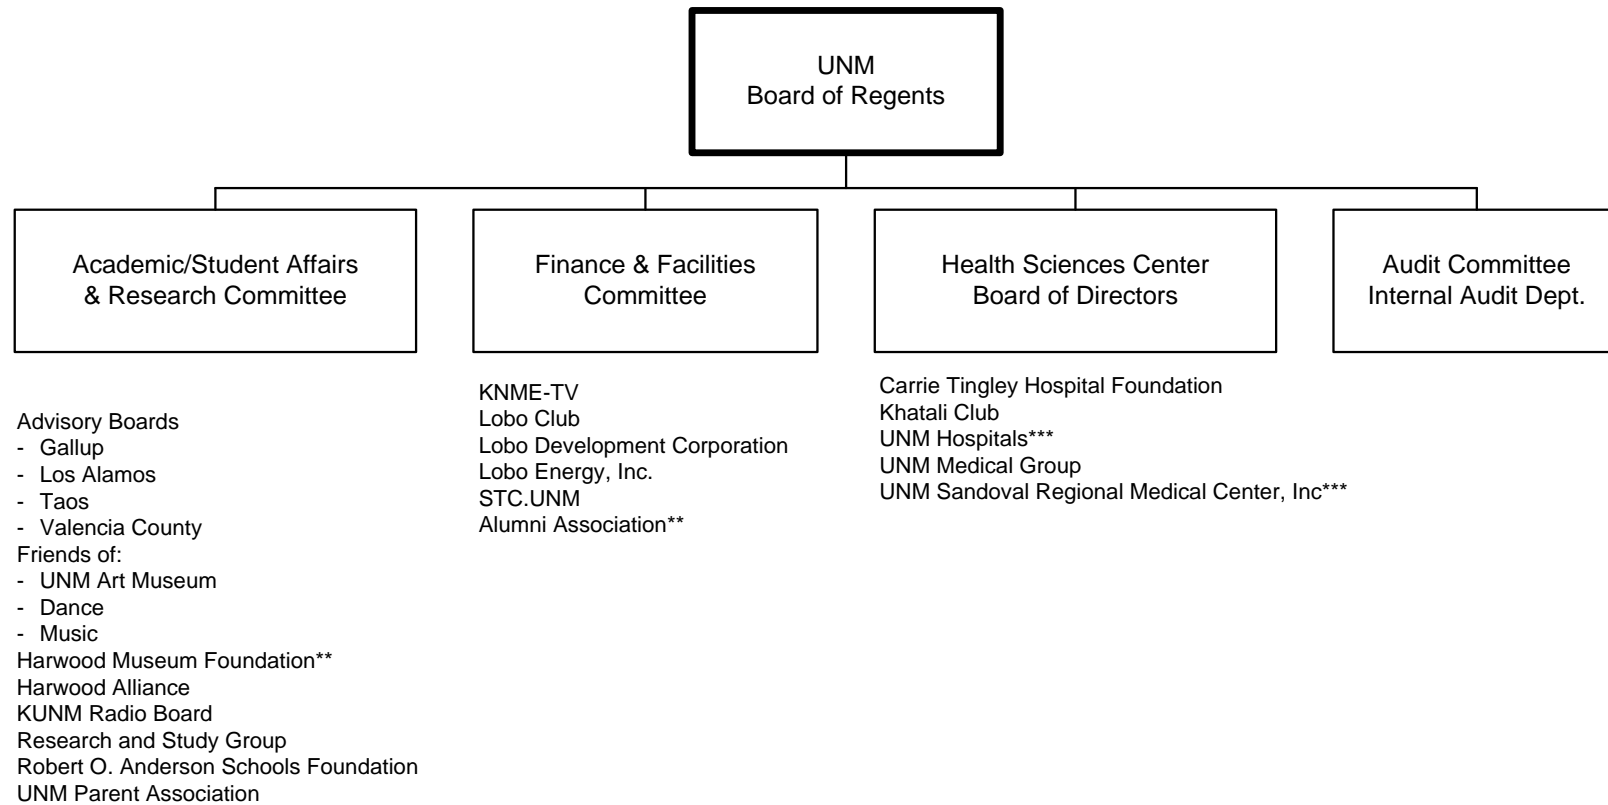 UNM
Board of Regents
Academic/Student Affairs
& Research Committee
Finance & Facilities
Committee
Health Sciences Center
Board of Directors
Audit Committee
Internal Audit Dept.
Advisory Boards
- Gallup
- Los Alamos
- Taos
- Valencia County
Friends of:
- UNM Art Museum
- Dance
- Music
Harwood Museum Foundation**
Harwood Alliance
KUNM Radio Board
Research and Study Group
Robert O. Anderson Schools Foundation
UNM Parent Association
KNME-TV
Lobo Club
Lobo Development Corporation
Lobo Energy, Inc.
STC.UNM
Alumni Association**
Carrie Tingley Hospital Foundation
Khatali Club
UNM Hospitals***
UNM Medical Group
UNM Sandoval Regional Medical Center, Inc***